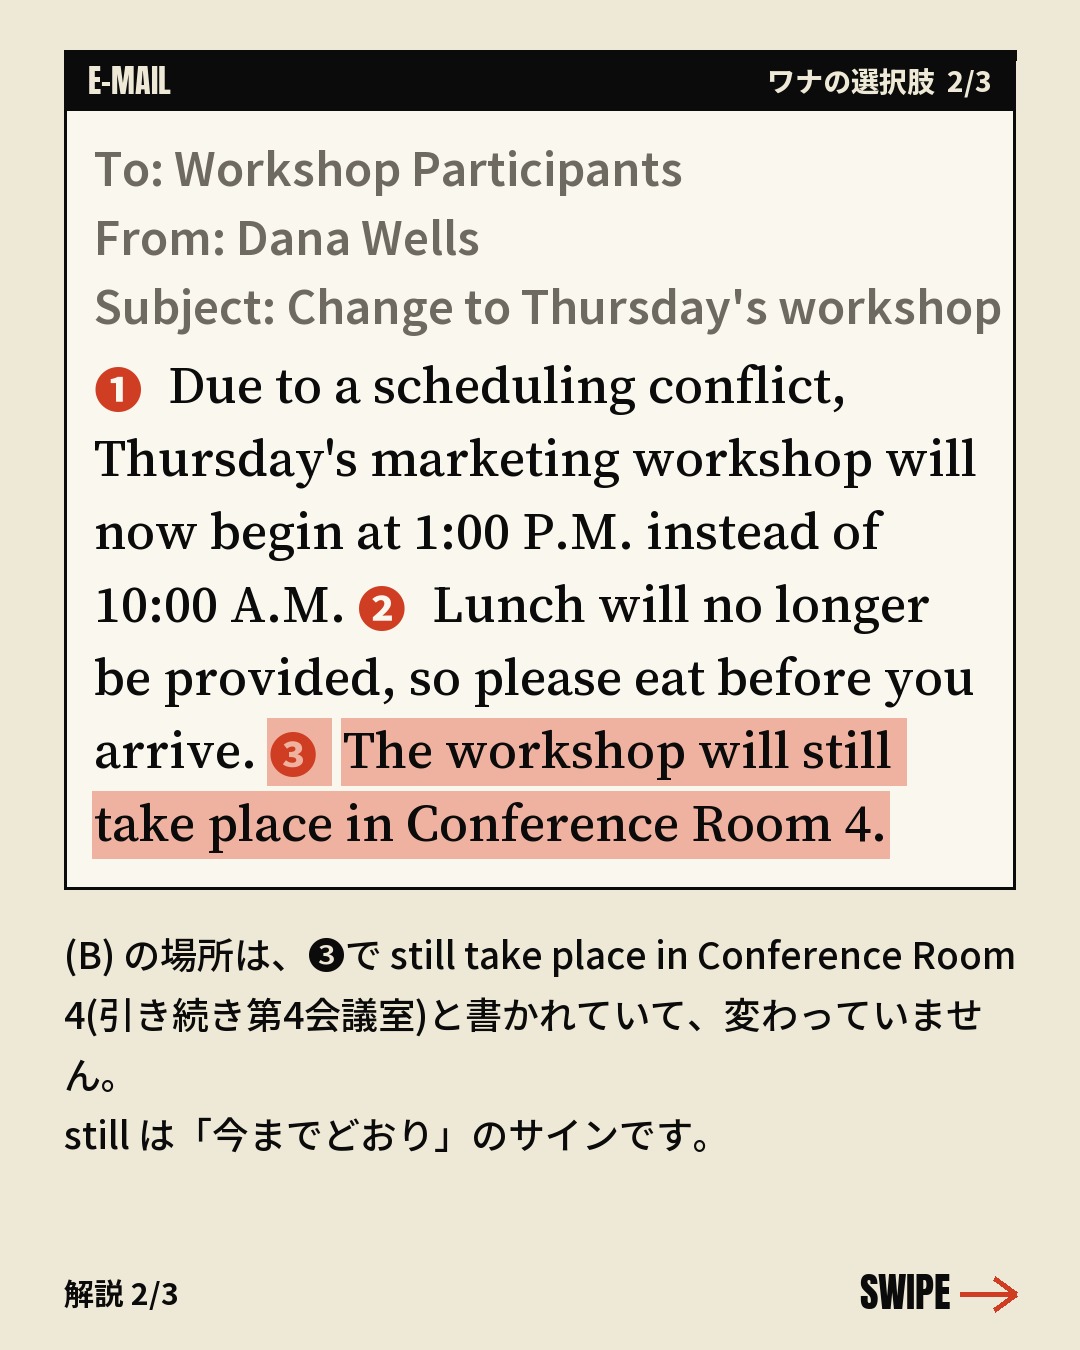 E-MAIL ワナの選択肢 2/3
To: Workshop Participants
From: Dana Wells
Subject: Change to Thursday's workshop
❶ Due to a scheduling conflict,
Thursday's marketing workshop will
now begin at 1:00 P.M. instead of
10:00 A.M. ❷ Lunch will no longer
be provided, so please eat before you
arrive. ❸ The workshop will still
take place in Conference Room 4.
(B) の場所は、❸で still take place in Conference Room
4(引き続き第4会議室)と書かれていて、変わっていませ
ん。
still は「今までどおり」のサインです。
解説 2/3 SWIPE →